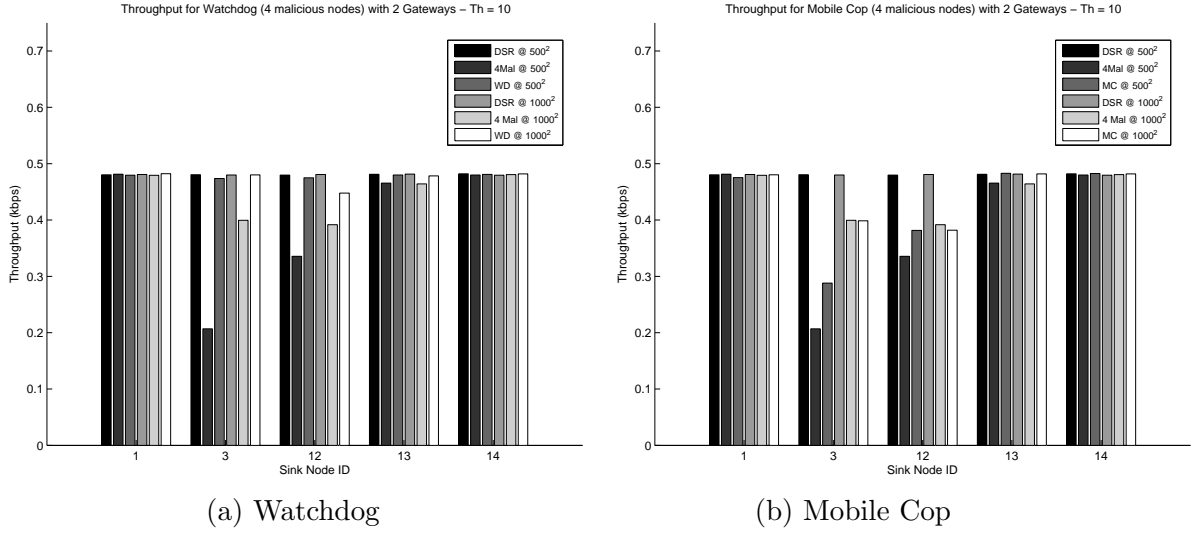 Throughput for Watchdog (4 malicious nodes) with 2 Gateways − Th = 10
0.7
0.6
0.5
0.4
0.3
0.2
0.1
0
Throughput (kbps)
DSR @ 500²
4Mal @ 500²
WD @ 500²
DSR @ 1000²
4 Mal @ 1000²
WD @ 1000²
1 3 12 13 14
Sink Node ID
(a) Watchdog
Throughput for Mobile Cop (4 malicious nodes) with 2 Gateways − Th = 10
0.7
0.6
0.5
0.4
0.3
0.2
0.1
0
Throughput (kbps)
DSR @ 500²
4Mal @ 500²
MC @ 500²
DSR @ 1000²
4 Mal @ 1000²
MC @ 1000²
1 3 12 13 14
Sink Node ID
(b) Mobile Cop